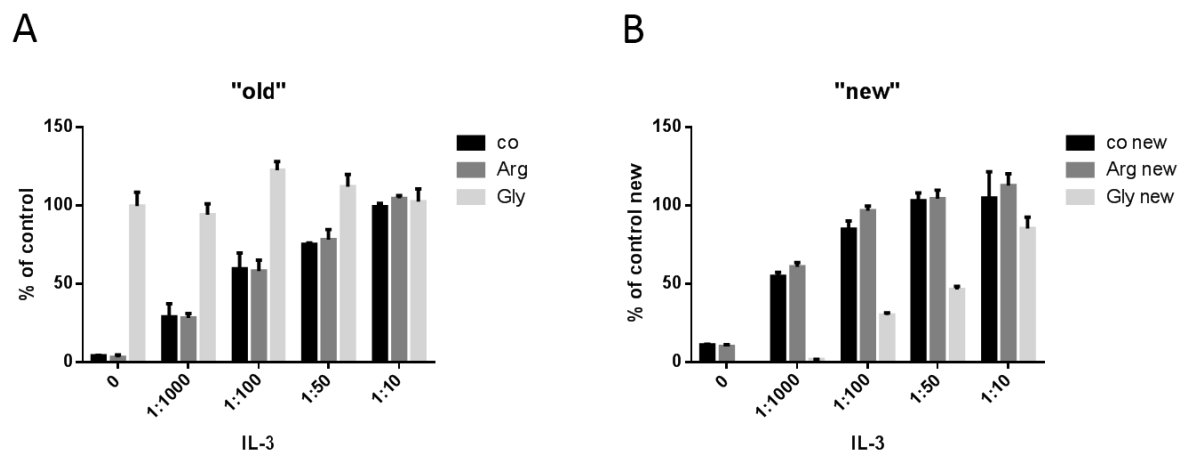 A
B
"old"
"new"
150
100
50
0
% of control
0
1:1000
1:100
1:50
1:10
IL-3
co
Arg
Gly
150
100
50
0
% of control new
0
1:1000
1:100
1:50
1:10
IL-3
co new
Arg new
Gly new